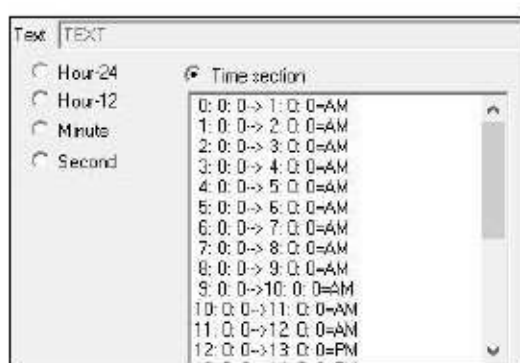 Text TEXT
Hour-24
Hour-12
Minute
Second
Time section
0: 0: 0--> 1: 0: 0=AM
1: 0: 0--> 2: 0: 0=AM
2: 0: 0--> 3: 0: 0=AM
3: 0: 0--> 4: 0: 0=AM
4: 0: 0--> 5: 0: 0=AM
5: 0: 0--> 6: 0: 0=AM
6: 0: 0--> 7: 0: 0=AM
7: 0: 0--> 8: 0: 0=AM
8: 0: 0--> 9: 0: 0=AM
9: 0: 0-->10: 0: 0=AM
10: 0: 0-->11: 0: 0=AM
11: 0: 0-->12: 0: 0=AM
12: 0: 0-->13: 0: 0=PM